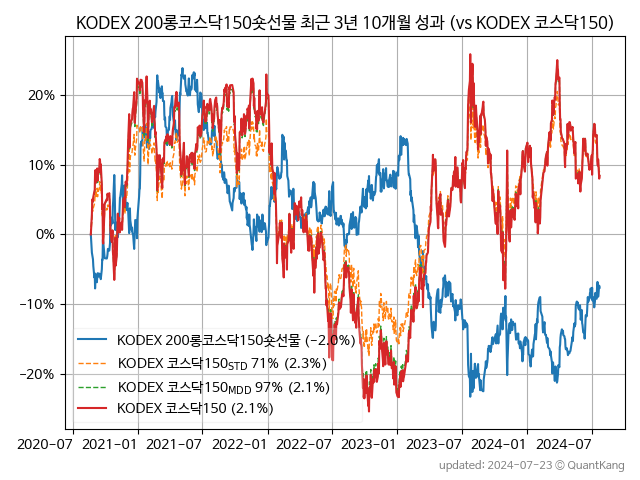 KODEX 200롱코스닥150숏선물 최근 3년 10개월 성과 (vs KODEX 코스닥150)
20%
10%
0%
−10%
−20%
KODEX 200롱코스닥150숏선물 (−2.0%)
KODEX 코스닥150STD 71% (2.3%)
KODEX 코스닥150MDD 97% (2.1%)
KODEX 코스닥150 (2.1%)
2020-07 2021-01 2021-07 2022-01 2022-07 2023-01 2023-07 2024-01 2024-07
updated: 2024-07-23 © QuantKang